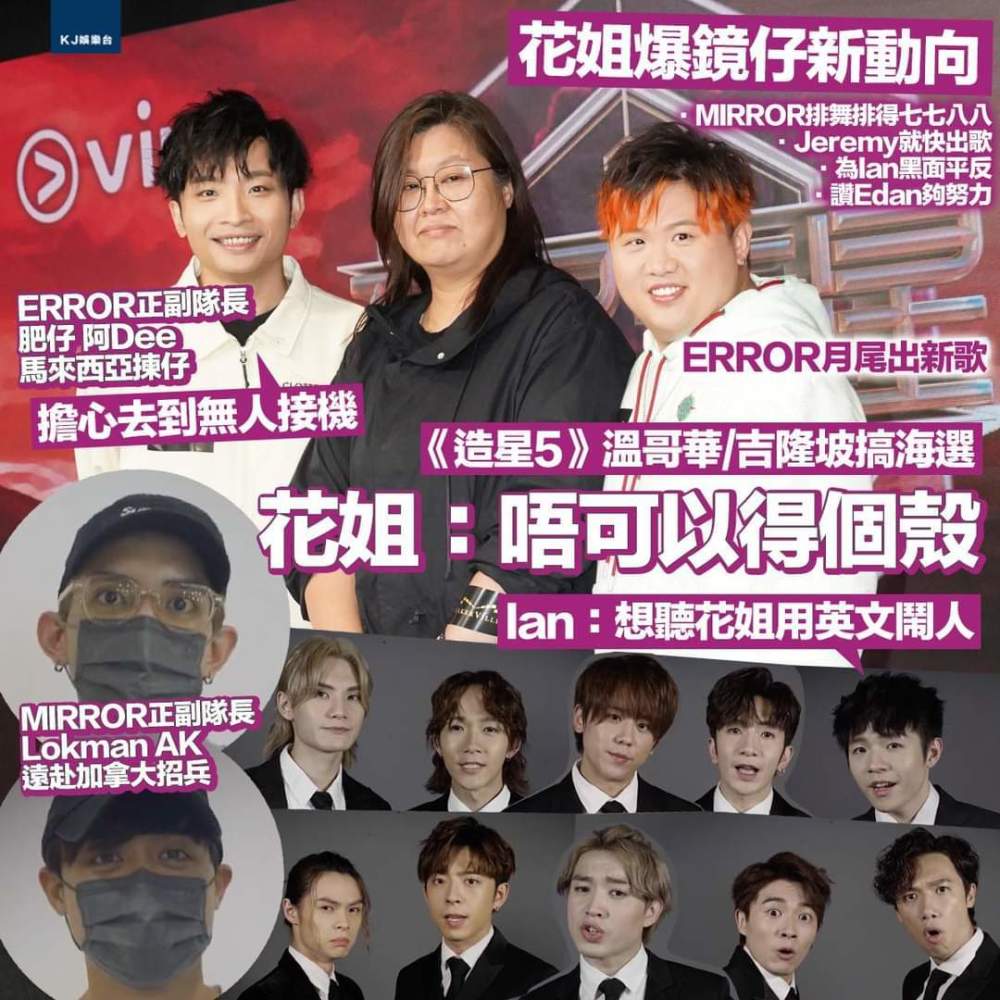 KJ娛樂台
花姐爆鏡仔新動向
・MIRROR排舞排得七七八八
・Jeremy就快出歌
・為Ian黑面平反
・讚Edan夠努力
ERROR正副隊長
肥仔 阿Dee
馬來西亞揀仔
擔心去到無人接機
ERROR月尾出新歌
《造星5》溫哥華/吉隆坡搞海選
花姐：唔可以得個殼
Ian：想聽花姐用英文鬧人
MIRROR正副隊長
Lokman AK
遠赴加拿大招兵